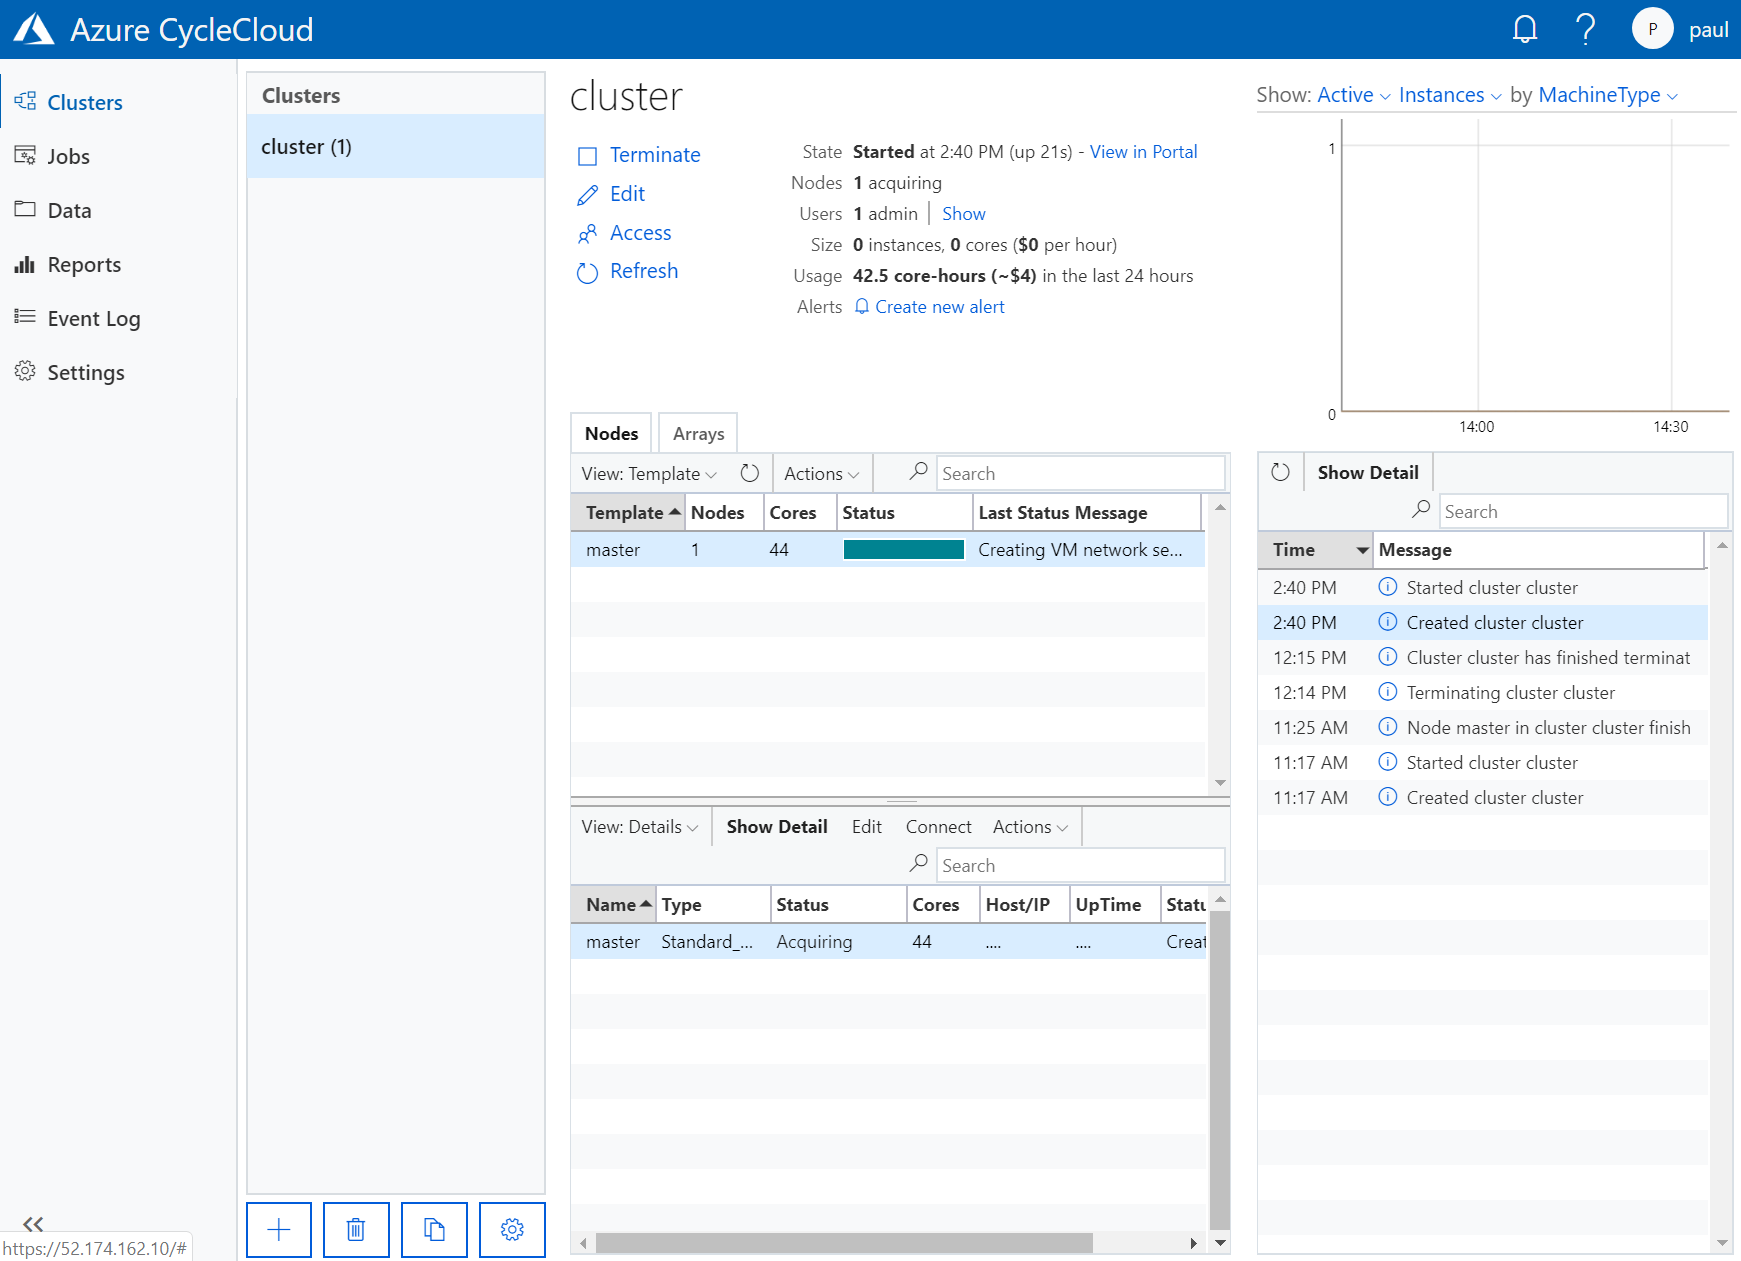 Azure CycleCloud
P
paul
Clusters
Jobs
Data
Reports
Event Log
Settings
https://52.174.162.10/#
Clusters
cluster (1)
cluster
Terminate
Edit
Access
Refresh
State Started at 2:40 PM (up 21s) - View in Portal
Nodes 1 acquiring
Users 1 admin | Show
Size 0 instances, 0 cores ($0 per hour)
Usage 42.5 core-hours (~$4) in the last 24 hours
Alerts Create new alert
Nodes Arrays
View: Template Actions Search
Template Nodes Cores Status Last Status Message
master 1 44 Creating VM network se...
View: Details Show Detail Edit Connect Actions
Search
Name Type Status Cores Host/IP UpTime Statu
master Standard_... Acquiring 44 .... .... Creat
Show: Active Instances by MachineType
1
0
14:00 14:30
Show Detail
Search
Time Message
2:40 PM Started cluster cluster
2:40 PM Created cluster cluster
12:15 PM Cluster cluster has finished terminat
12:14 PM Terminating cluster cluster
11:25 AM Node master in cluster cluster finish
11:17 AM Started cluster cluster
11:17 AM Created cluster cluster